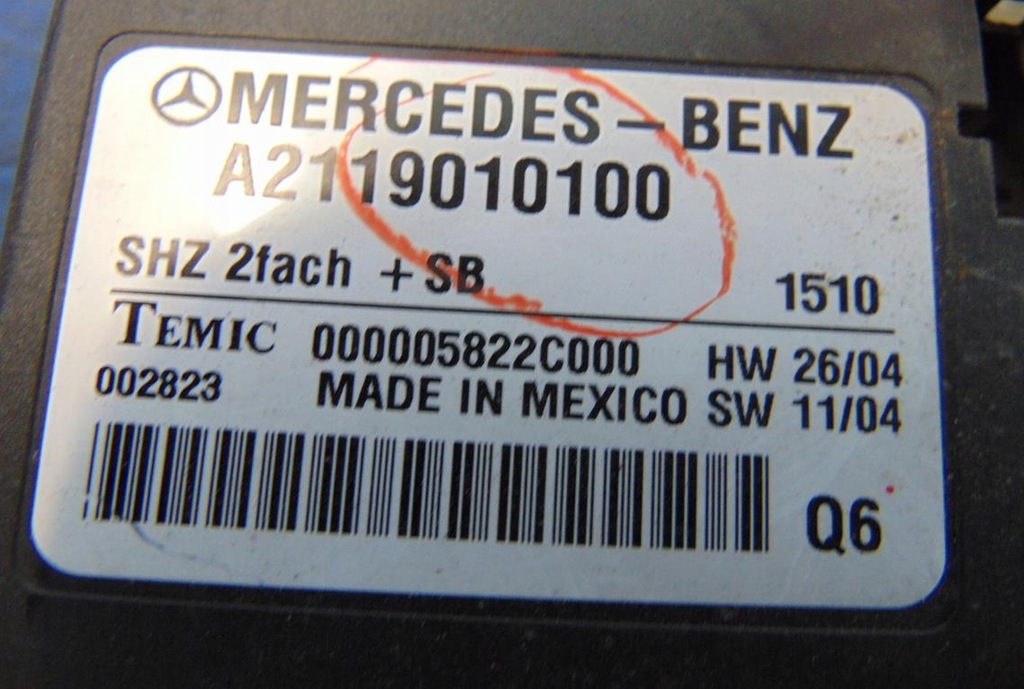 MERCEDES-BENZ
A2119010100
SHZ 2fach + SB 1510
TEMIC 000005822C000 HW 26/04
002823 MADE IN MEXICO SW 11/04
Q6